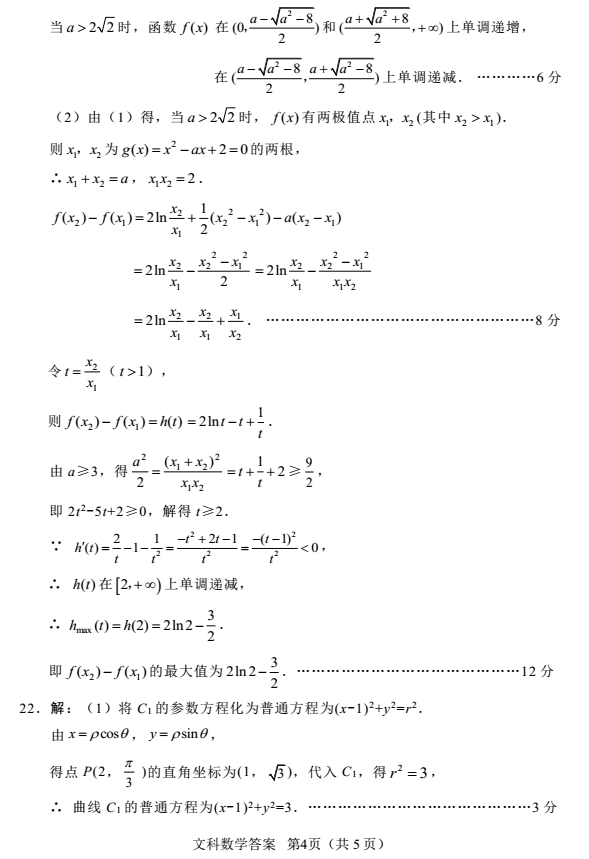 当 a > 2√2 时，函数 f(x) 在 (0, (a−√(a²−8))/2) 和 ((a+√(a²+8))/2, +∞) 上单调递增，
在 ((a−√(a²−8))/2, (a+√(a²−8))/2) 上单调递减． …………6 分
（2）由（1）得，当 a > 2√2 时， f(x) 有两极值点 x₁，x₂ (其中 x₂ > x₁ )．
则 x₁，x₂ 为 g(x) = x² − ax + 2 = 0 的两根，
∴ x₁ + x₂ = a ， x₁x₂ = 2．
f(x₂) − f(x₁) = 2ln(x₂/x₁) + (1/2)(x₂² − x₁²) − a(x₂ − x₁)
= 2ln(x₂/x₁) − (x₂² − x₁²)/2 = 2ln(x₂/x₁) − (x₂² − x₁²)/(x₁x₂)
= 2ln(x₂/x₁) − x₂/x₁ + x₁/x₂． ………………………………………………8 分
令 t = x₂/x₁（ t>1），
则 f(x₂) − f(x₁) = h(t) = 2ln t − t + 1/t．
由 a≥3，得 a²/2 = (x₁ + x₂)²/(x₁x₂) = t + 1/t + 2 ≥ 9/2，
即 2t²−5t+2≥0，解得 t≥2．
∵ h′(t) = 2/t − 1 − 1/t² = (−t² + 2t − 1)/t² = −(t−1)²/t² < 0，
∴ h(t) 在 [2，+∞) 上单调递减，
∴ hmax(t) = h(2) = 2ln2 − 3/2．
即 f(x₂) − f(x₁) 的最大值为 2ln2 − 3/2． ………………………………………12 分
22．解：（1）将 C₁ 的参数方程化为普通方程为(x−1)²+y²=r²．
由 x = ρcosθ， y = ρsinθ，
得点 P(2， π/3 )的直角坐标为(1， √3)，代入 C₁，得 r² = 3，
∴ 曲线 C₁ 的普通方程为(x−1)²+y²=3．………………………………………3 分
文科数学答案 第4页（共 5 页）